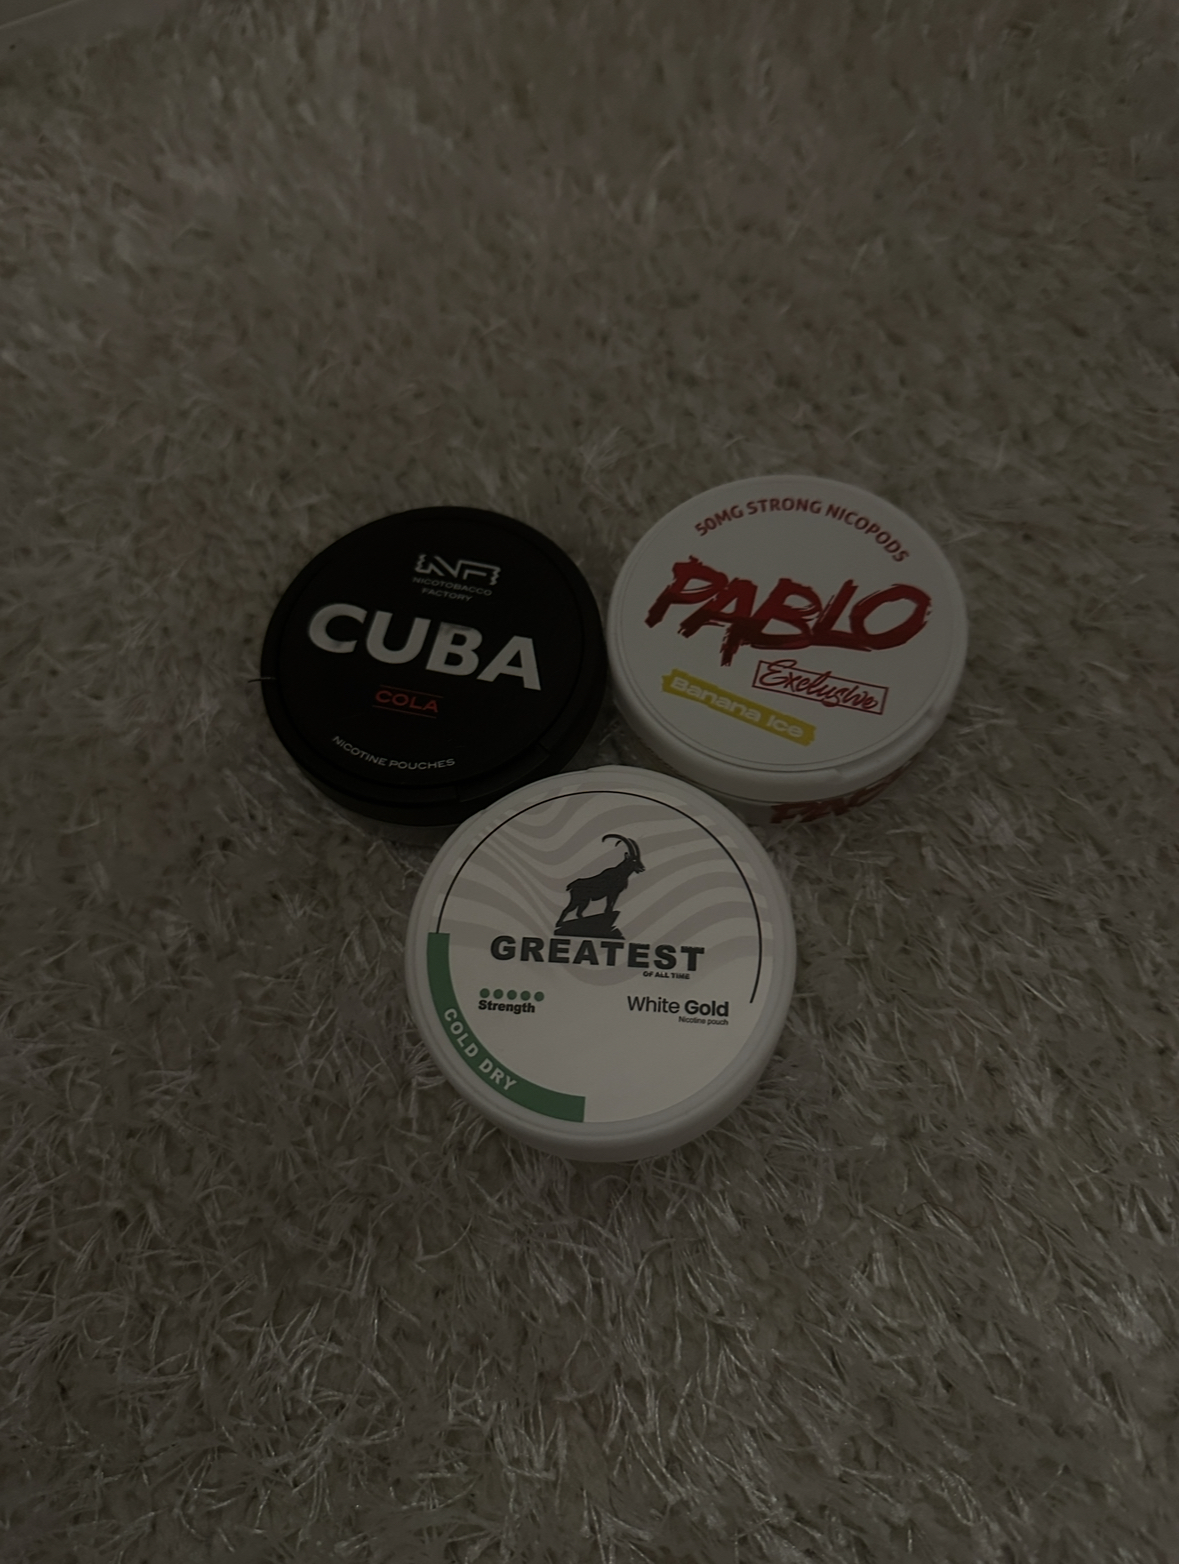 NF
NICOTOBACCO
FACTORY
CUBA
COLA
NICOTINE POUCHES
50MG STRONG NICOPODS
PABLO
Exclusive
Banana Ice
GREATEST
OF ALL TIME
Strength
White Gold
Nicotine pouch
COLD DRY